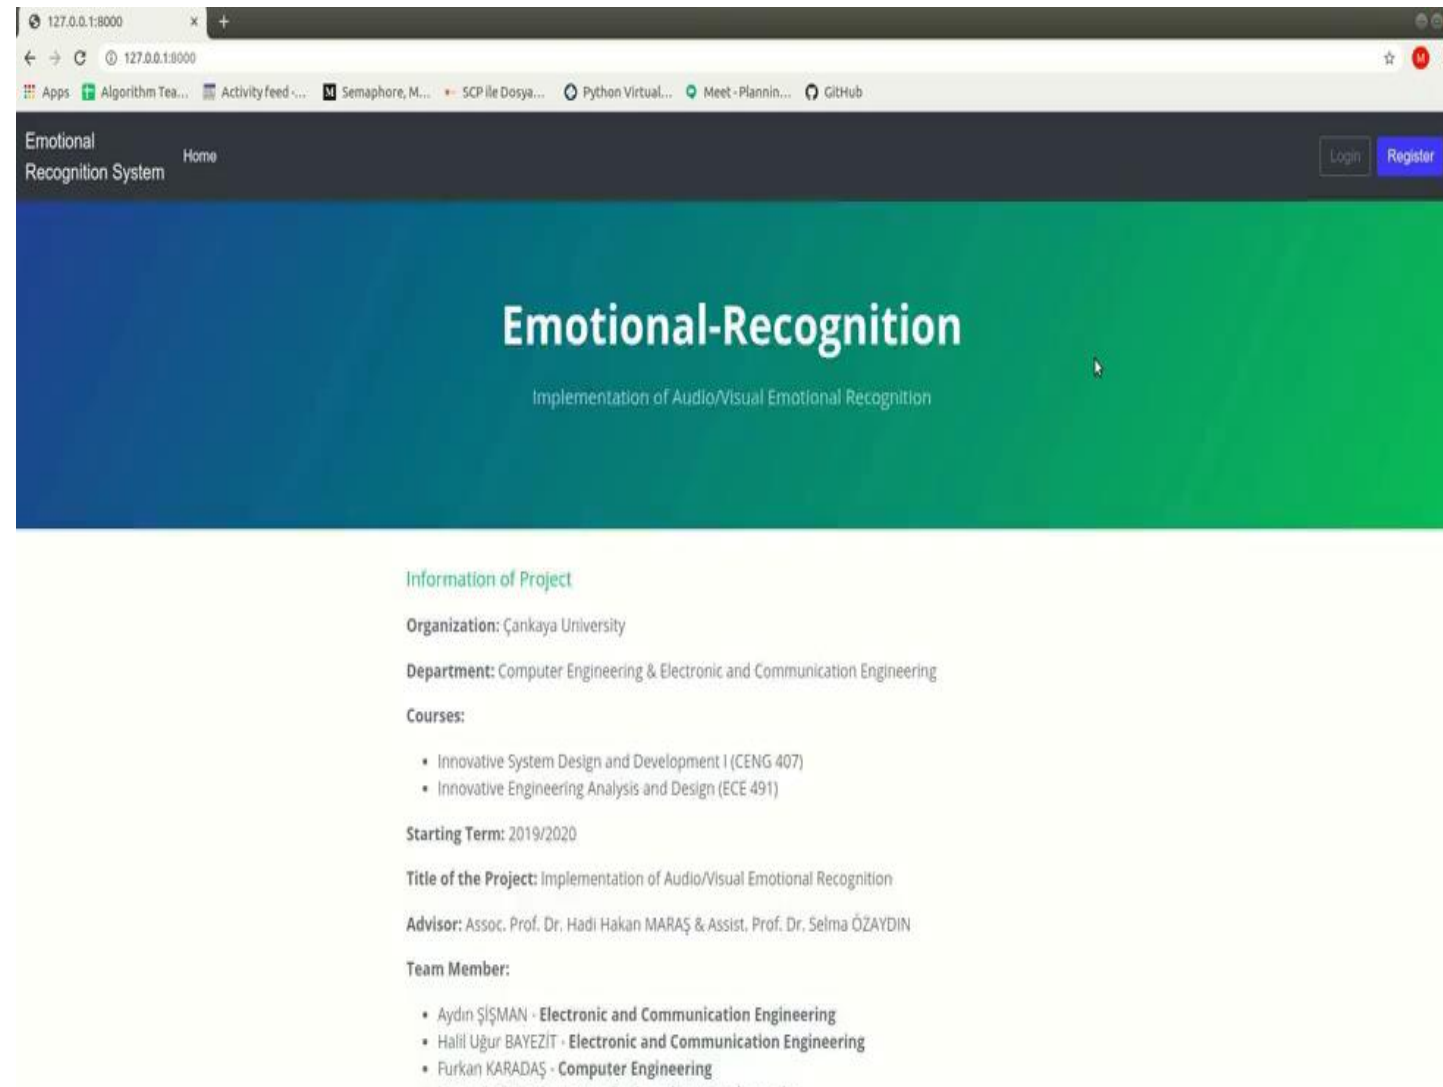 127.0.0.1:8000
127.0.0.1:8000
M
Apps Algorithm Tea... Activity feed -... M Semaphore, M... SCP ile Dosya... Python Virtual... Meet - Plannin... GitHub
Emotional
Recognition System
Home
Login
Register
Emotional-Recognition
Implementation of Audio/Visual Emotional Recognition
Information of Project
Organization: Çankaya University
Department: Computer Engineering & Electronic and Communication Engineering
Courses:
Innovative System Design and Development I (CENG 407)
Innovative Engineering Analysis and Design (ECE 491)
Starting Term: 2019/2020
Title of the Project: Implementation of Audio/Visual Emotional Recognition
Advisor: Assoc. Prof. Dr. Hadi Hakan MARAŞ & Assist. Prof. Dr. Selma ÖZAYDIN
Team Member:
Aydın ŞİŞMAN - Electronic and Communication Engineering
Halil Uğur BAYEZİT - Electronic and Communication Engineering
Furkan KARADAŞ - Computer Engineering